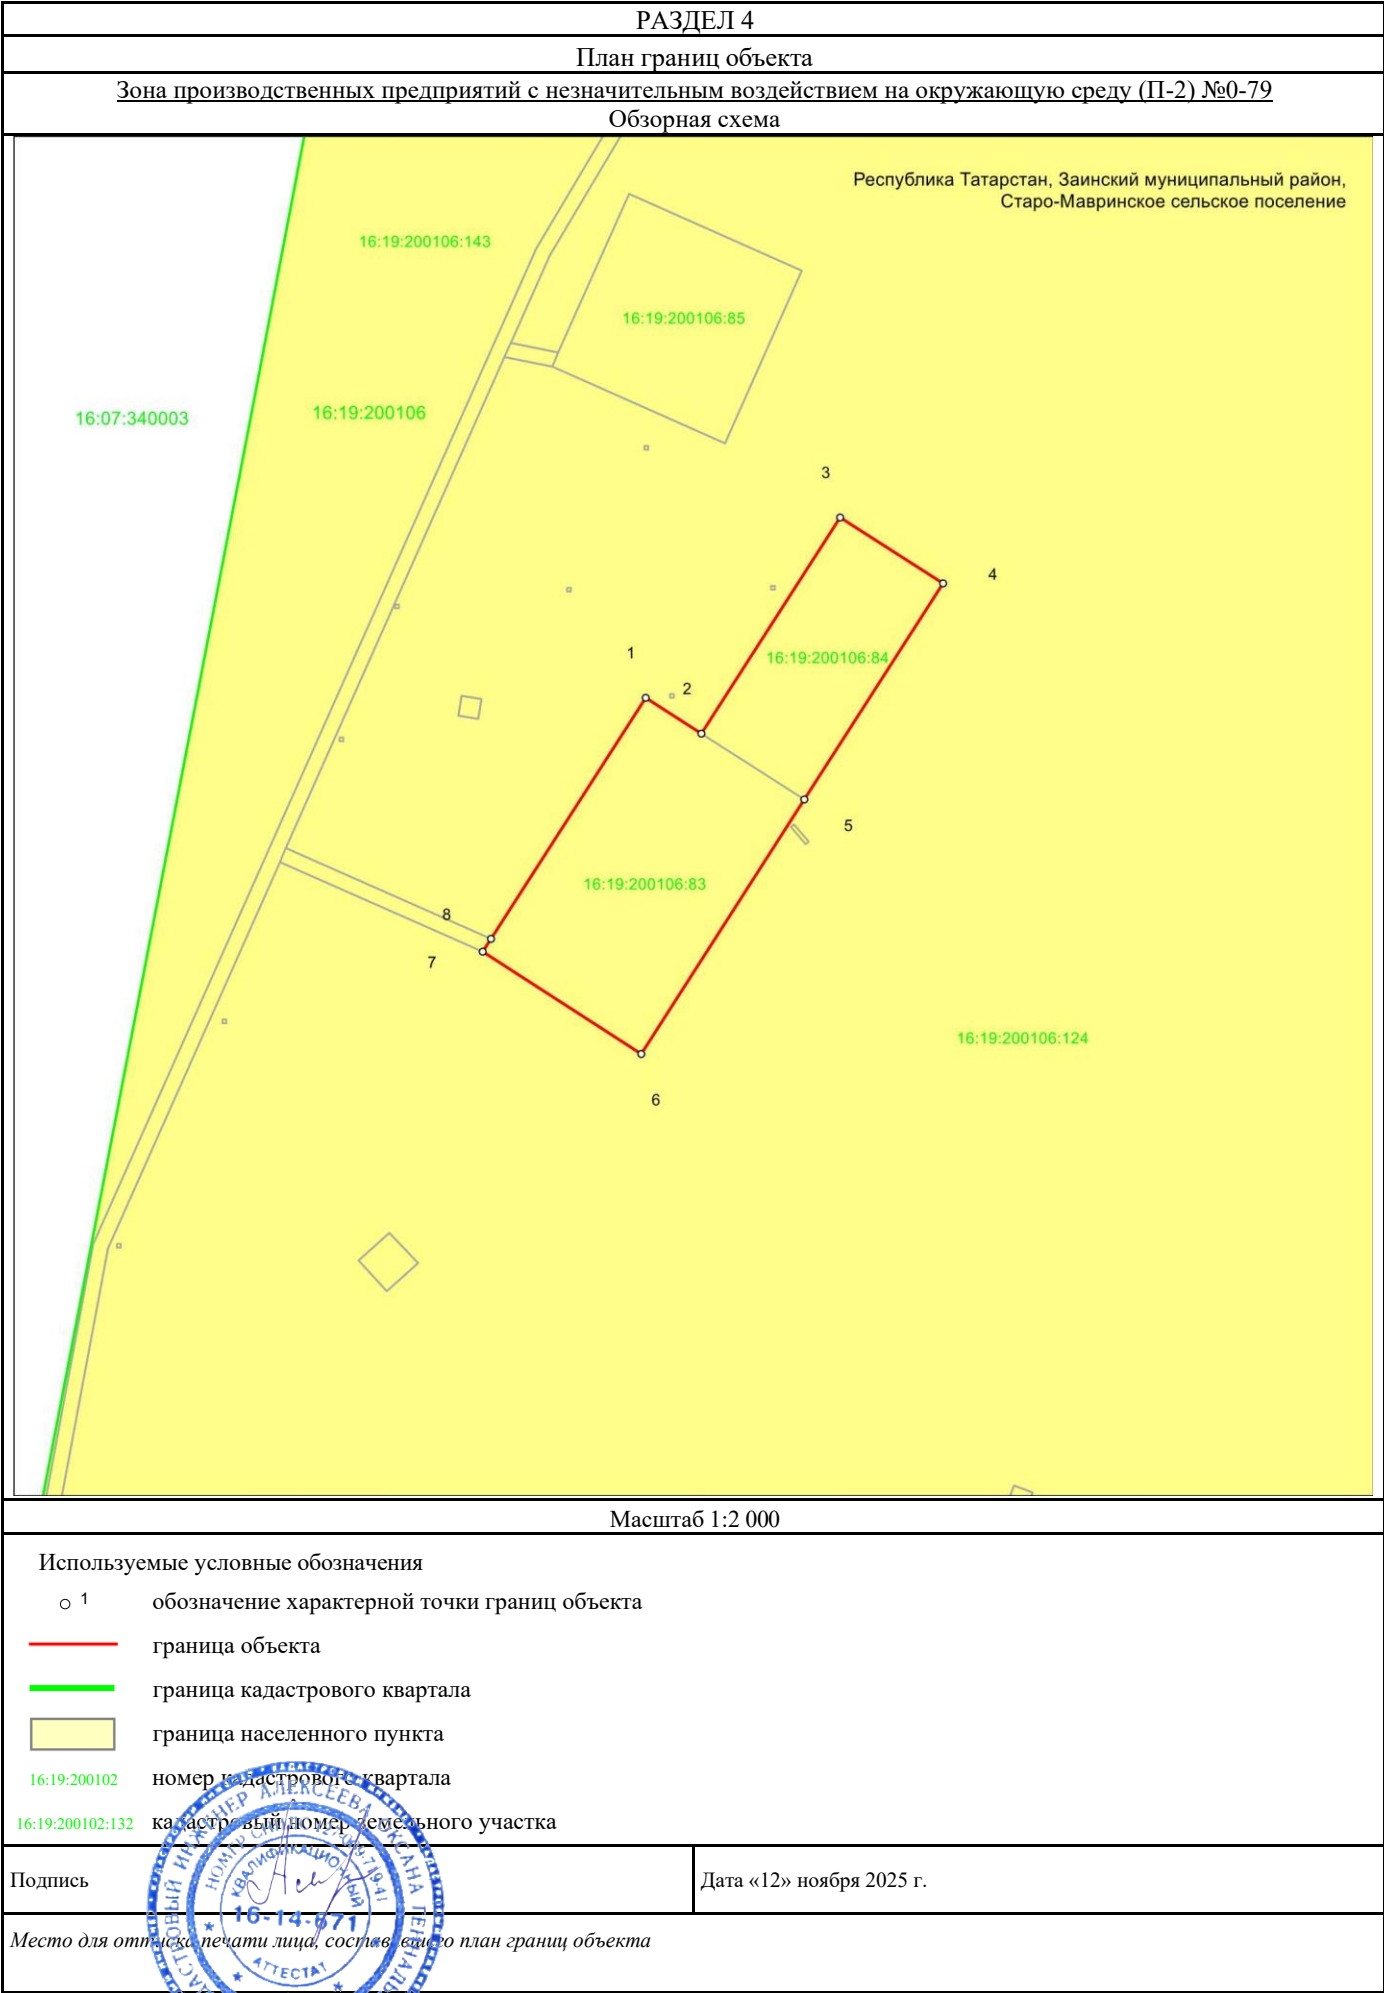 РАЗДЕЛ 4
План границ объекта
Зона производственных предприятий с незначительным воздействием на окружающую среду (П-2) №0-79
Обзорная схема
Республика Татарстан, Заинский муниципальный район,
Старо-Мавринское сельское поселение
16:19:200106:143
16:19:200106:85
16:07:340003
16:19:200106
3
4
1
16:19:200106:84
2
5
16:19:200106:83
8
7
16:19:200106:124
6
Масштаб 1:2 000
Используемые условные обозначения
1 обозначение характерной точки границ объекта
граница объекта
граница кадастрового квартала
граница населенного пункта
16:19:200102 номер кадастрового квартала
16:19:200102:132 кадастровый номер земельного участка
Подпись
Дата «12» ноября 2025 г.
Место для оттиска печати лица, составившего план границ объекта
ИНЖЕНЕР АЛЕКСЕЕВА ОКСАНА
НОМЕР
КВАЛИФИКАЦИОННЫЙ
16-14-671
АТТЕСТАТ